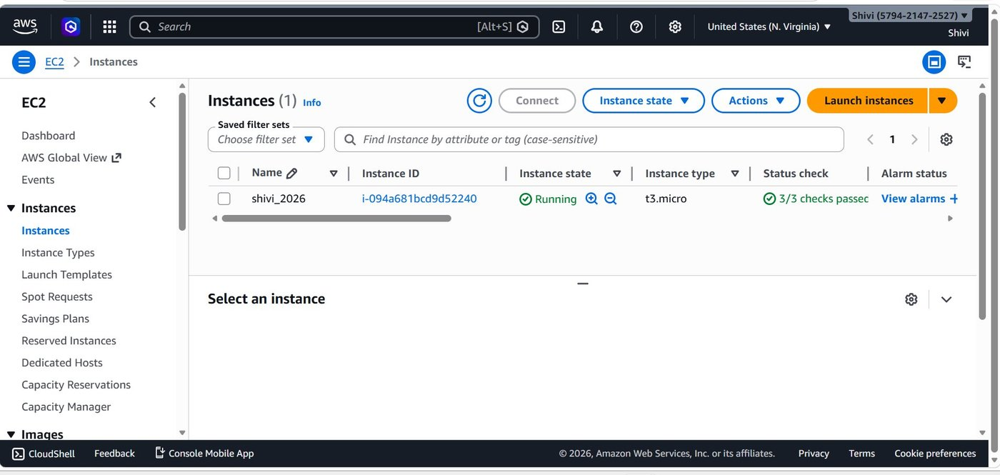 aws
Search [Alt+S]
United States (N. Virginia)
Shivi (5794-2147-2527)
Shivi
EC2 Instances
EC2
Dashboard
AWS Global View
Events
Instances
Instances
Instance Types
Launch Templates
Spot Requests
Savings Plans
Reserved Instances
Dedicated Hosts
Capacity Reservations
Capacity Manager
Images
Instances (1) Info
Connect Instance state Actions Launch instances
Saved filter sets
Choose filter set Find Instance by attribute or tag (case-sensitive) 1
Name Instance ID Instance state Instance type Status check Alarm status
shivi_2026 i-094a681bcd9d52240 Running t3.micro 3/3 checks passec View alarms +
Select an instance
CloudShell Feedback Console Mobile App © 2026, Amazon Web Services, Inc. or its affiliates. Privacy Terms Cookie preferences